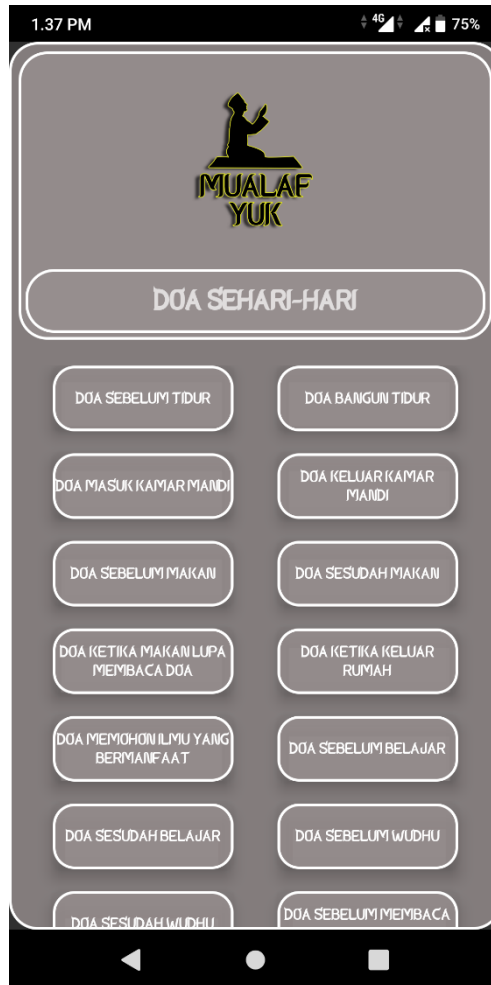 1.37 PM
4G
75%
MUALAF
YUK
DOA SEHARI-HARI
DOA SEBELUM TIDUR
DOA BANGUN TIDUR
DOA MASUK KAMAR MANDI
DOA KELUAR KAMAR
MANDI
DOA SEBELUM MAKAN
DOA SESUDAH MAKAN
DOA KETIKA MAKAN LUPA
MEMBACA DOA
DOA KETIKA KELUAR
RUMAH
DOA MEMOHON ILMU YANG
BERMANFAAT
DOA SEBELUM BELAJAR
DOA SESUDAH BELAJAR
DOA SEBELUM WUDHU
DOA SESUDAH WUDHU
DOA SEBELUM MEMBACA